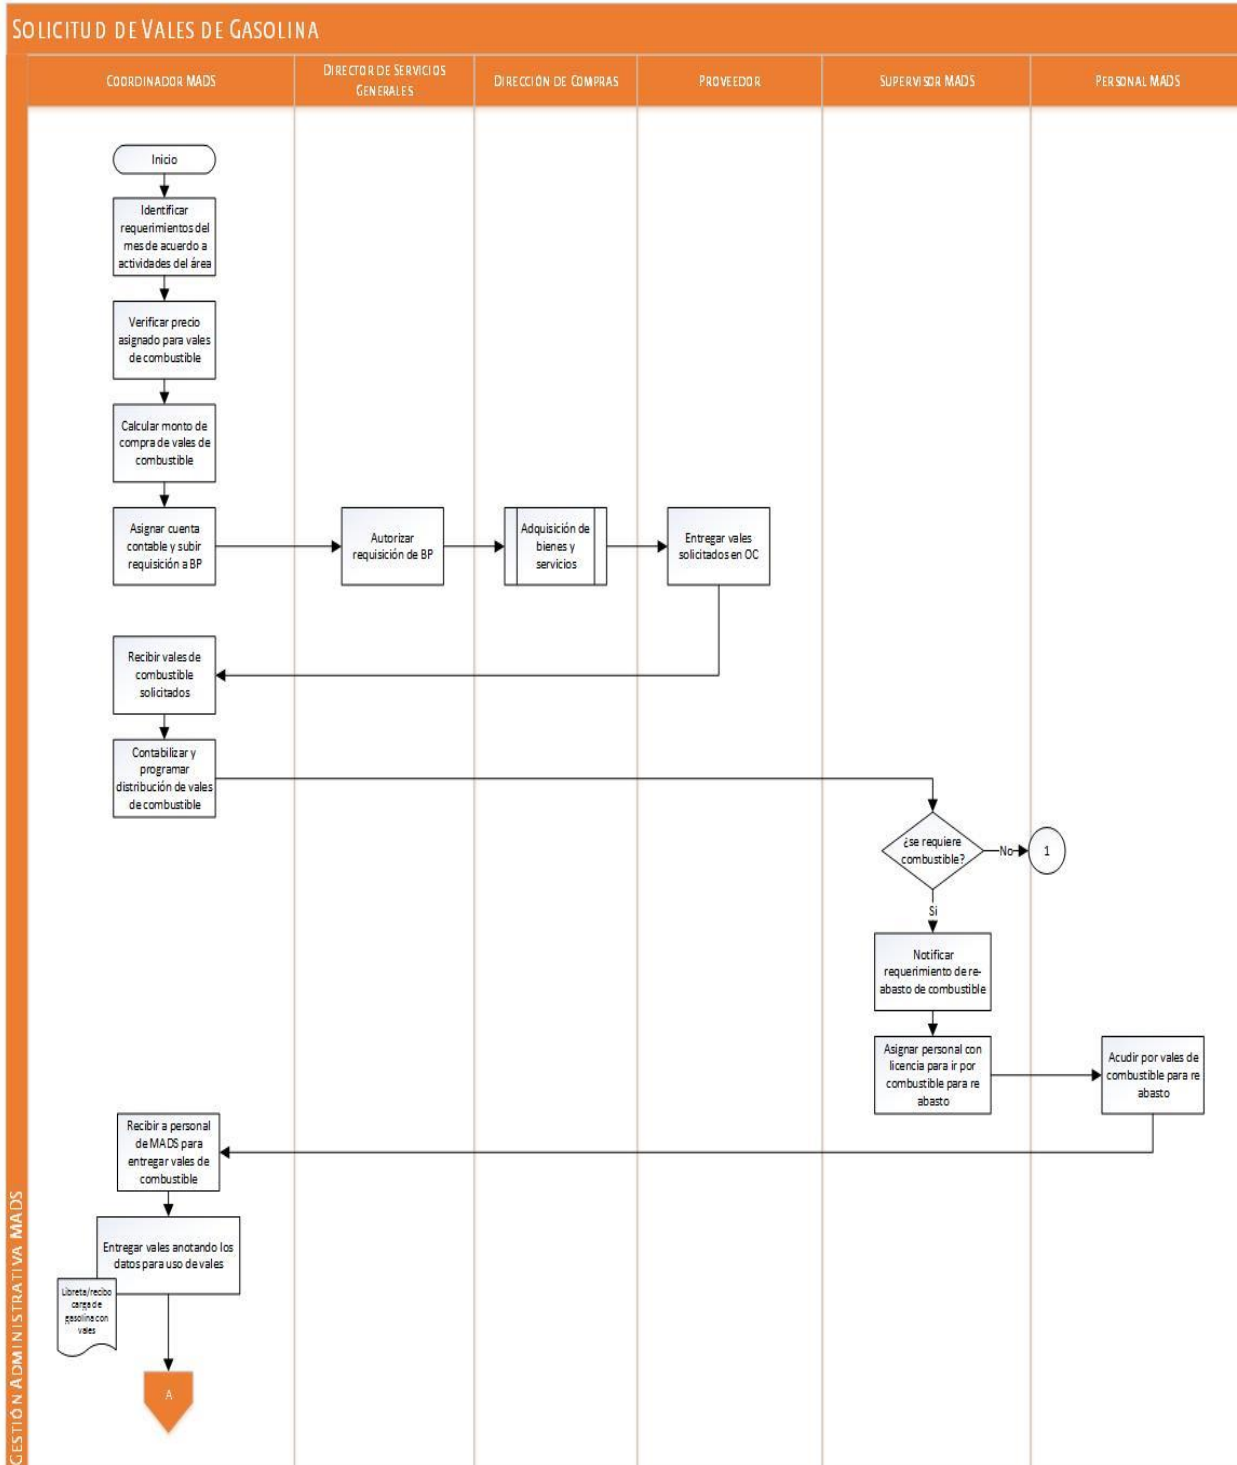 SOLICITUD DE VALES DE GASOLINA
COORDINADOR MADS
DIRECTOR DE SERVICIOS
GENERALES
DIRECCIÓN DE COMPRAS
PROVEEDOR
SUPERVISOR MADS
PERSONAL MADS
Inicio
Identificar
requerimientos del
mes de acuerdo a
actividades del área
Verificar precio
asignado para vales
de combustible
Calcular monto de
compra de vales de
combustible
Asignar cuenta
contable y subir
requisición a BP
Autorizar
requisición de BP
Adquisición de
bienes y
servicios
Entregar vales
solicitados en OC
Recibir vales de
combustible
solicitados
Contabilizar y
programar
distribución de vales
de combustible
¿se requiere
combustible?
No
1
Si
Notificar
requerimiento de re-
abasto de combustible
Asignar personal con
licencia para ir por
combustible para re
abasto
Acudir por vales de
combustible para re
abasto
Recibir a personal
de MADS para
entregar vales de
combustible
Entregar vales anotando los
datos para uso de vales
Libreta/recibo
carga de
gasolina con
vales
A
GESTIÓN ADMINISTRATIVA MADS